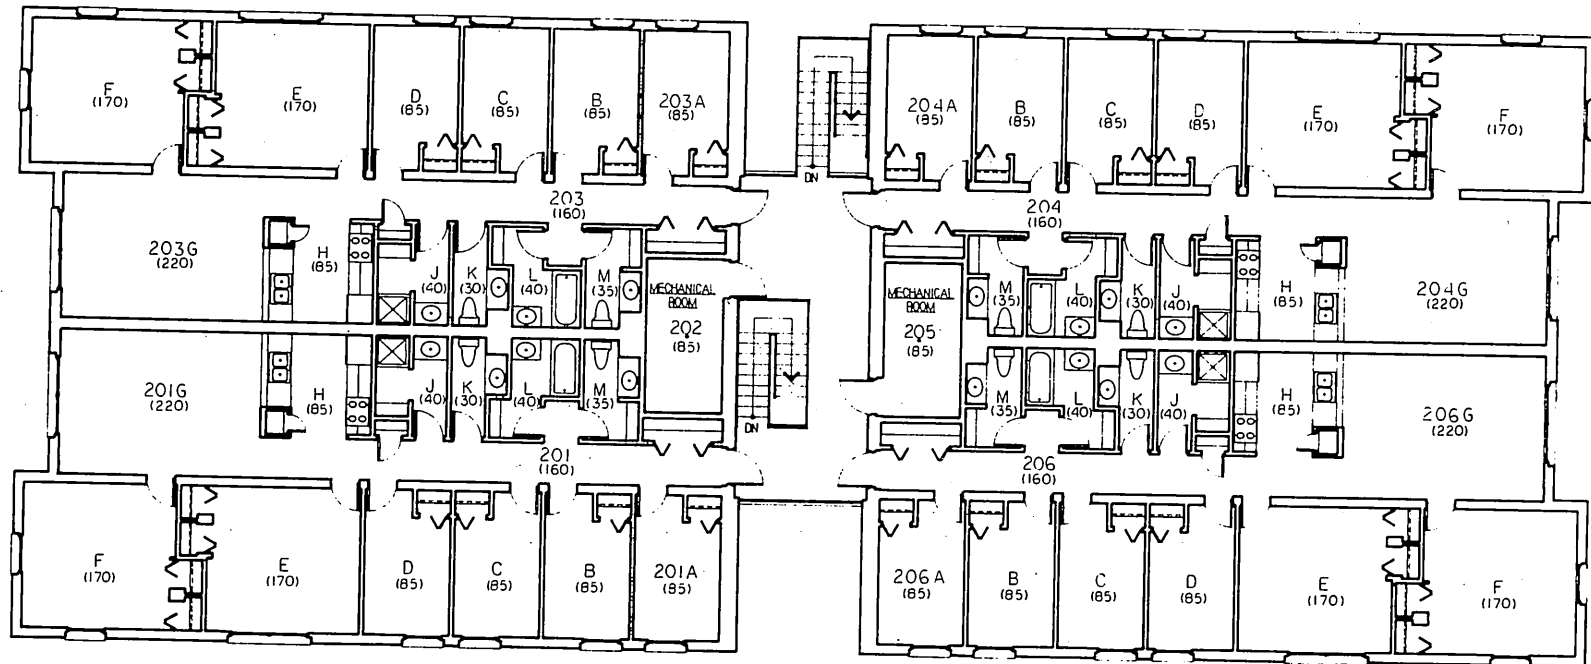 F
(170)
E
(170)
D
(85)
C
(85)
B
(85)
203A
(85)
204A
(85)
B
(85)
C
(85)
D
(85)
E
(170)
F
(170)
DN
203
(160)
204
(160)
203G
(220)
H
(85)
J
(40)
K
(30)
L
(40)
M
(35)
MECHANICAL
ROOM
202
(85)
MECHANICAL
ROOM
205
(85)
M
(35)
L
(40)
K
(30)
J
(40)
H
(85)
204G
(220)
201G
(220)
H
(85)
J
(40)
K
(30)
L
(40)
M
(35)
DN
M
(35)
L
(40)
K
(30)
J
(40)
H
(85)
206G
(220)
201
(160)
206
(160)
F
(170)
E
(170)
D
(85)
C
(85)
B
(85)
201A
(85)
206A
(85)
B
(85)
C
(85)
D
(85)
E
(170)
F
(170)